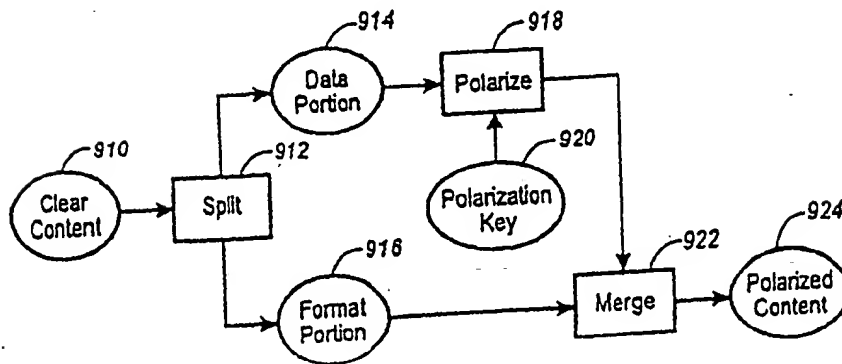 914
Data
Portion
918
Polarize
910
Clear
Content
912
Split
920
Polarization
Key
916
Format
Portion
922
Merge
924
Polarized
Content